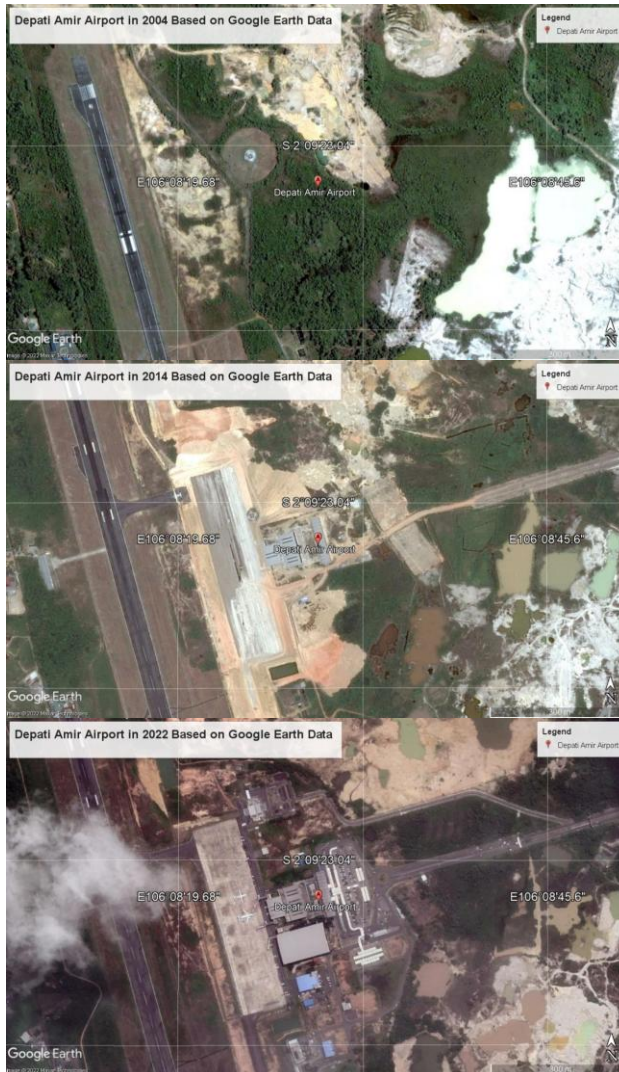 Depati Amir Airport in 2004 Based on Google Earth Data
Legend
Depati Amir Airport
S 2°09'23.04"
E106°08'19.68"
E106°08'45.6"
Depati Amir Airport
Google Earth
Depati Amir Airport in 2014 Based on Google Earth Data
Legend
Depati Amir Airport
S 2°09'23.04"
E106°08'19.68"
E106°08'45.6"
Depati Amir Airport
Google Earth
Depati Amir Airport in 2022 Based on Google Earth Data
Legend
Depati Amir Airport
S 2°09'23.04"
E106°08'19.68"
E106°08'45.6"
Depati Amir Airport
Google Earth